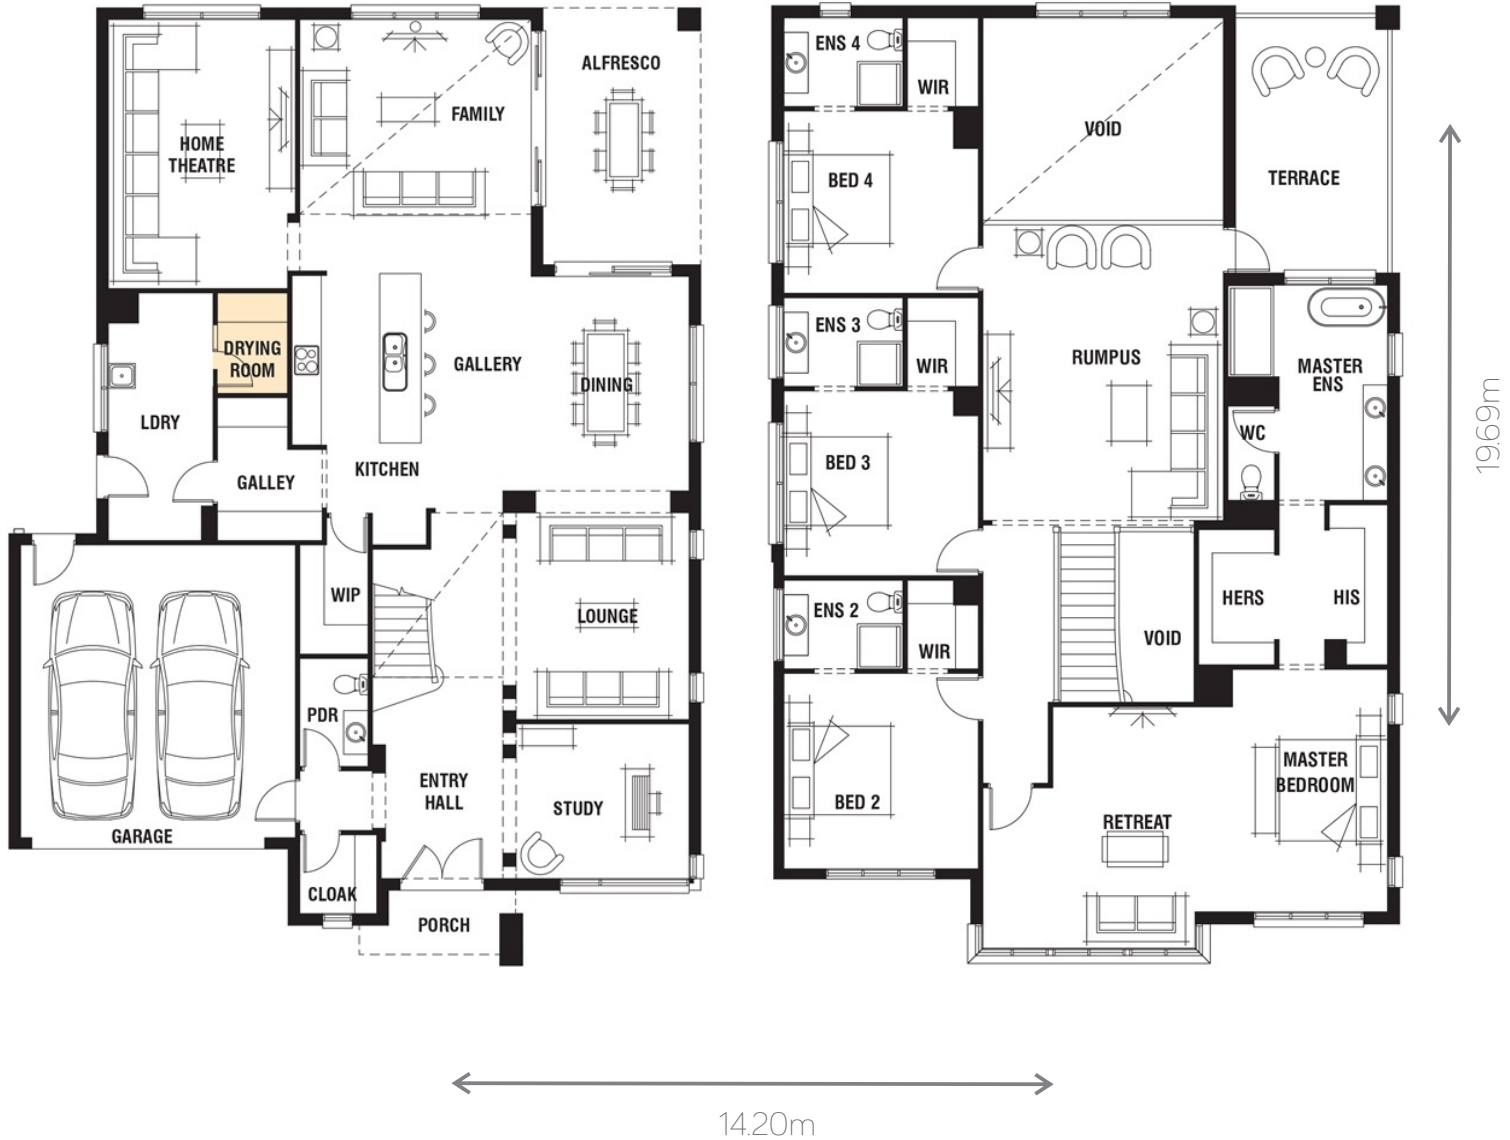 HOME
THEATRE
FAMILY
ALFRESCO
DRYING
ROOM
LDRY
GALLEY
KITCHEN
GALLERY
DINING
WIP
LOUNGE
PDR
ENTRY
HALL
STUDY
GARAGE
CLOAK
PORCH
ENS 4
WIR
VOID
TERRACE
BED 4
ENS 3
WIR
RUMPUS
MASTER
ENS
WC
BED 3
HERS
HIS
ENS 2
WIR
VOID
BED 2
MASTER
BEDROOM
RETREAT
19.69m
14.20m